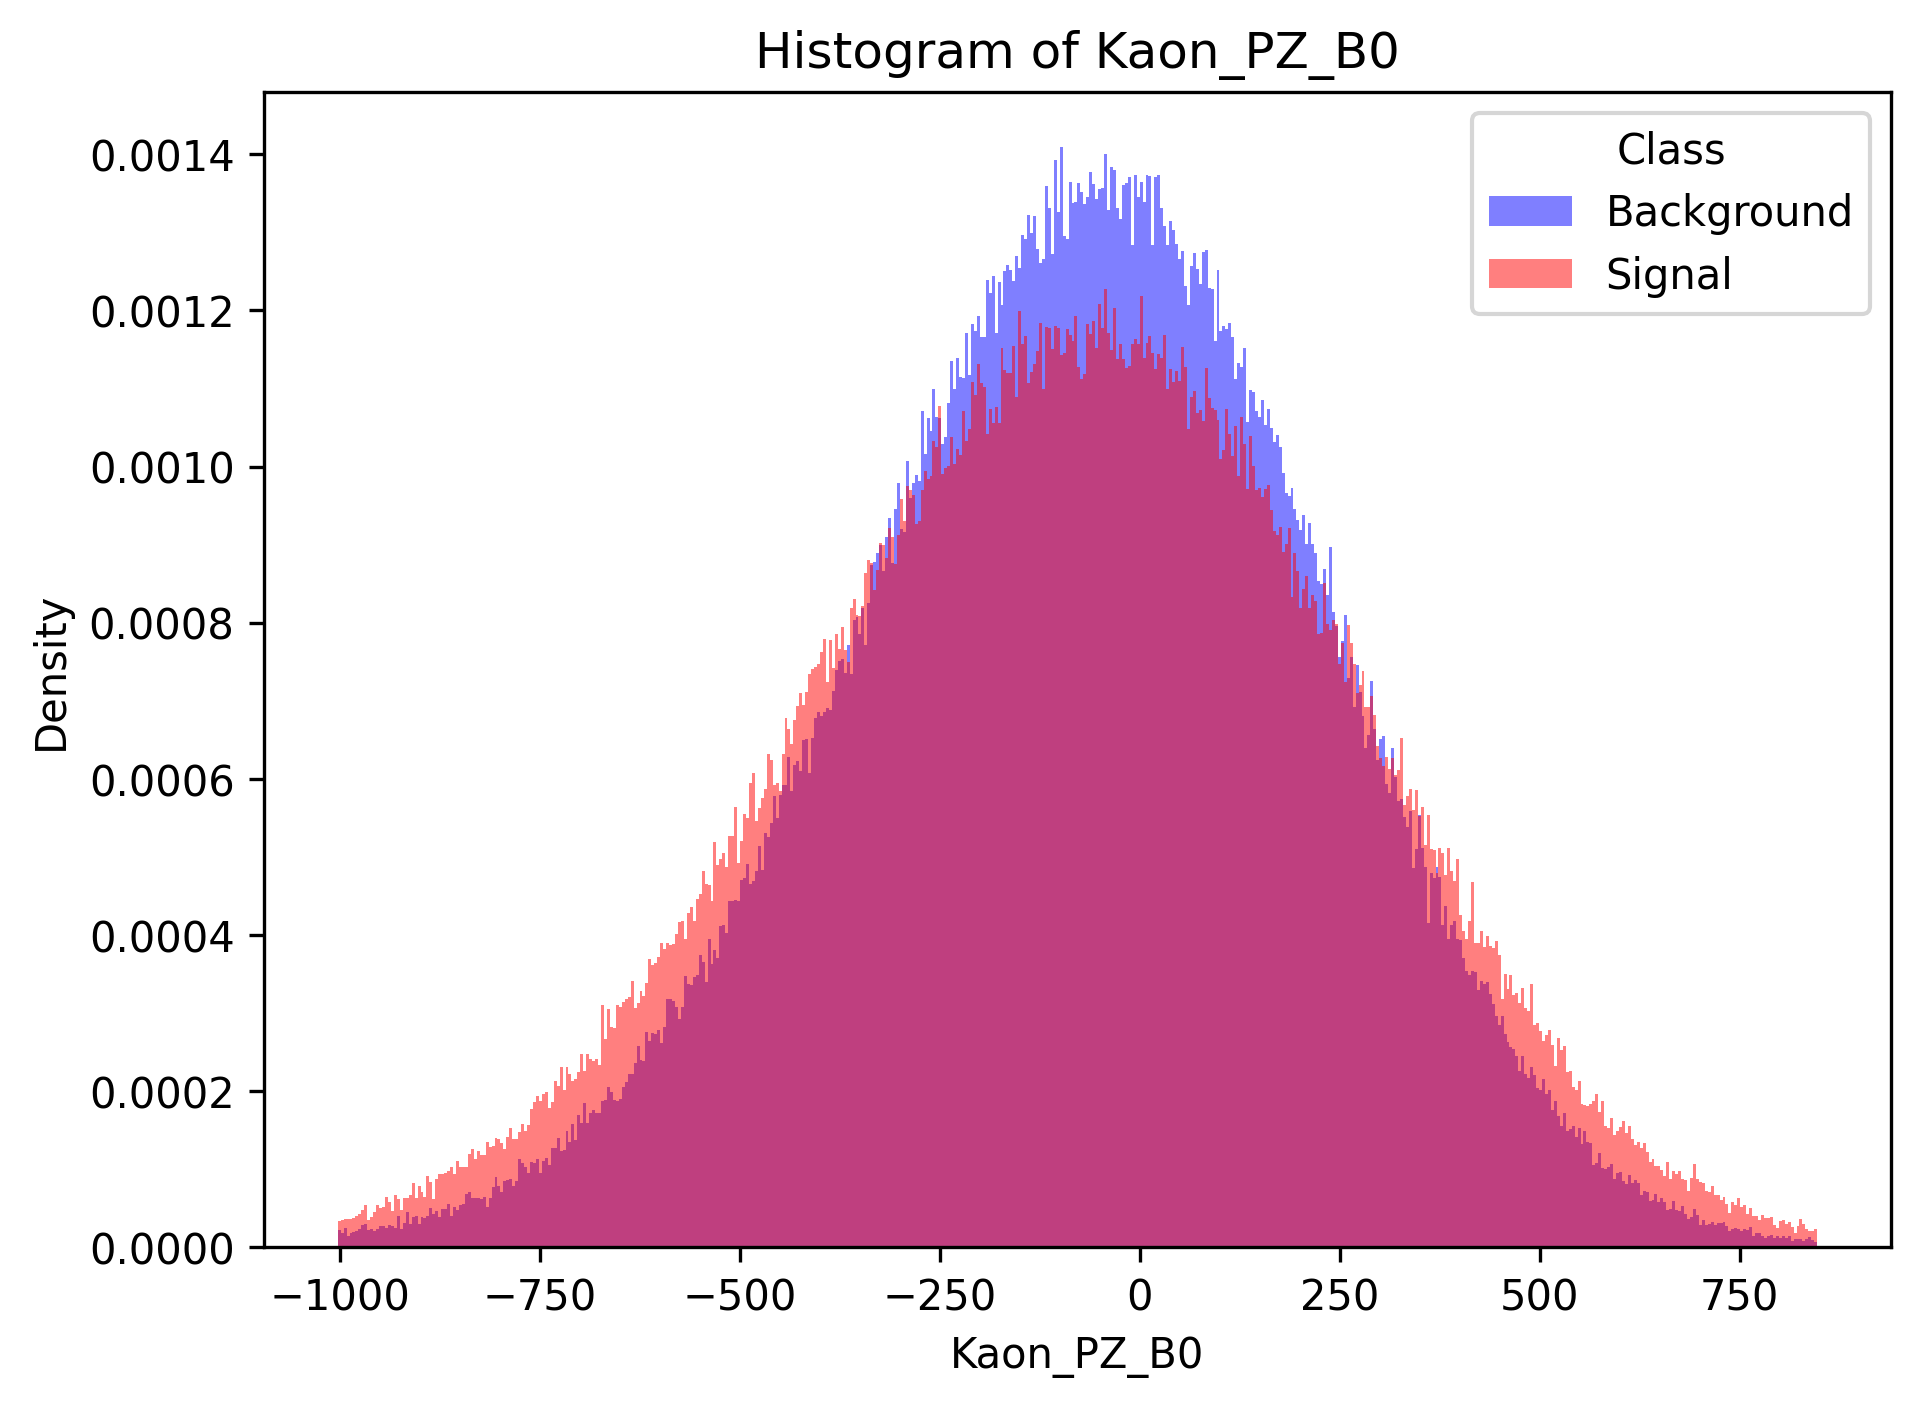 Histogram of Kaon_PZ_B0
Class
Background
Signal
Density
0.0014
0.0012
0.0010
0.0008
0.0006
0.0004
0.0002
0.0000
−1000 −750 −500 −250 0 250 500 750
Kaon_PZ_B0